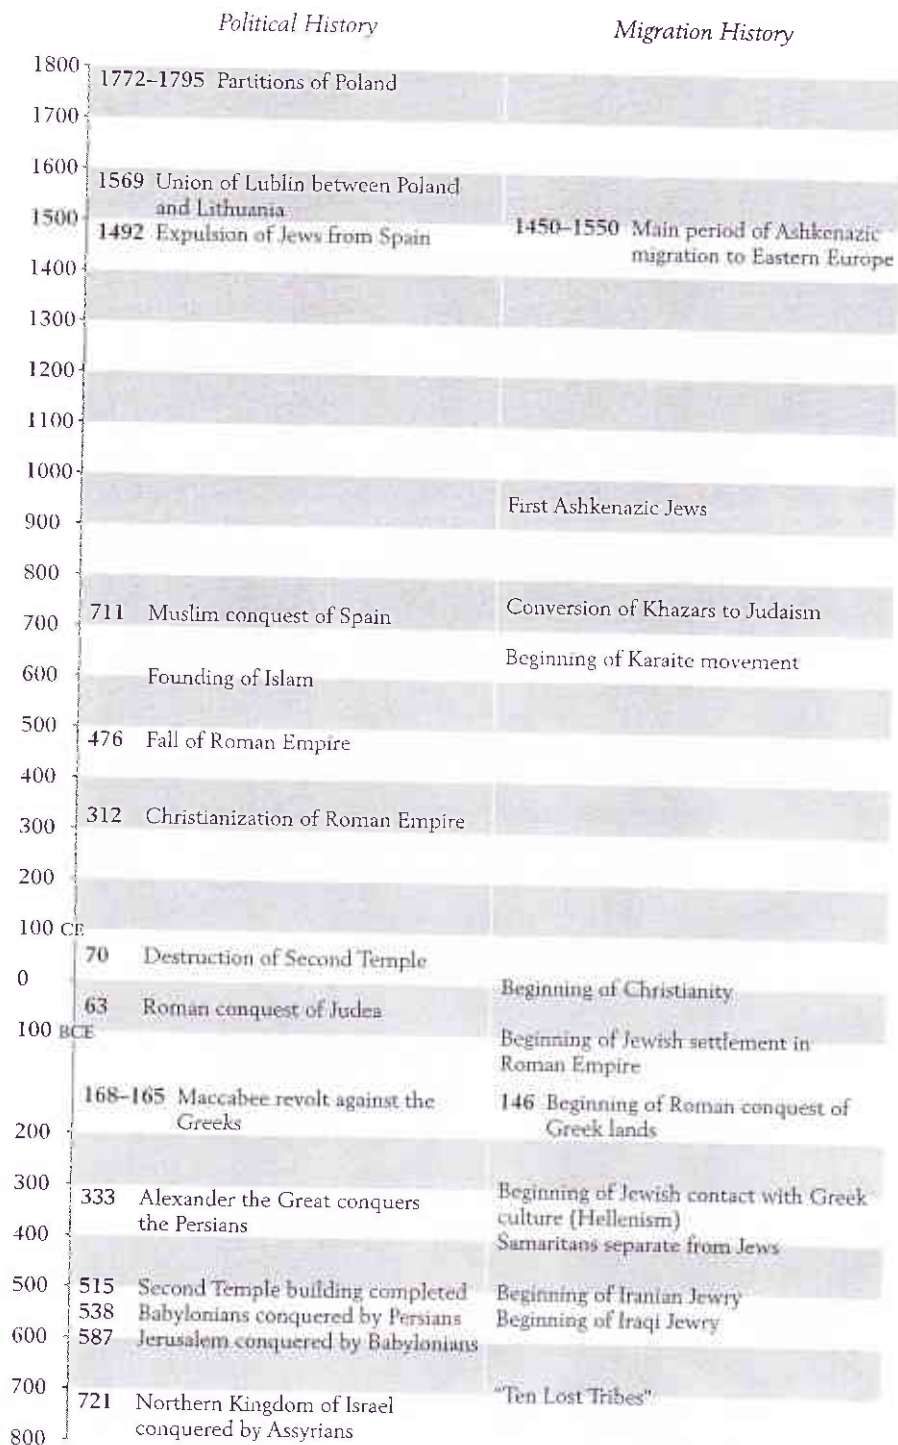 Political History
Migration History
1800
1772–1795 Partitions of Poland
1700
1600
1569 Union of Lublin between Poland
and Lithuania
1500
1492 Expulsion of Jews from Spain
1450–1550 Main period of Ashkenazic
migration to Eastern Europe
1400
1300
1200
1100
1000
First Ashkenazic Jews
900
800
711 Muslim conquest of Spain
Conversion of Khazars to Judaism
700
Beginning of Karaite movement
600
Founding of Islam
500
476 Fall of Roman Empire
400
312 Christianization of Roman Empire
300
200
100 CE
70 Destruction of Second Temple
0
Beginning of Christianity
63 Roman conquest of Judea
100 BCE
Beginning of Jewish settlement in
Roman Empire
168–165 Maccabee revolt against the
Greeks
146 Beginning of Roman conquest of
Greek lands
200
300
333 Alexander the Great conquers
the Persians
Beginning of Jewish contact with Greek
culture (Hellenism)
Samaritans separate from Jews
400
500
515 Second Temple building completed
Beginning of Iranian Jewry
538 Babylonians conquered by Persians
Beginning of Iraqi Jewry
600
587 Jerusalem conquered by Babylonians
700
"Ten Lost Tribes"
721 Northern Kingdom of Israel
conquered by Assyrians
800